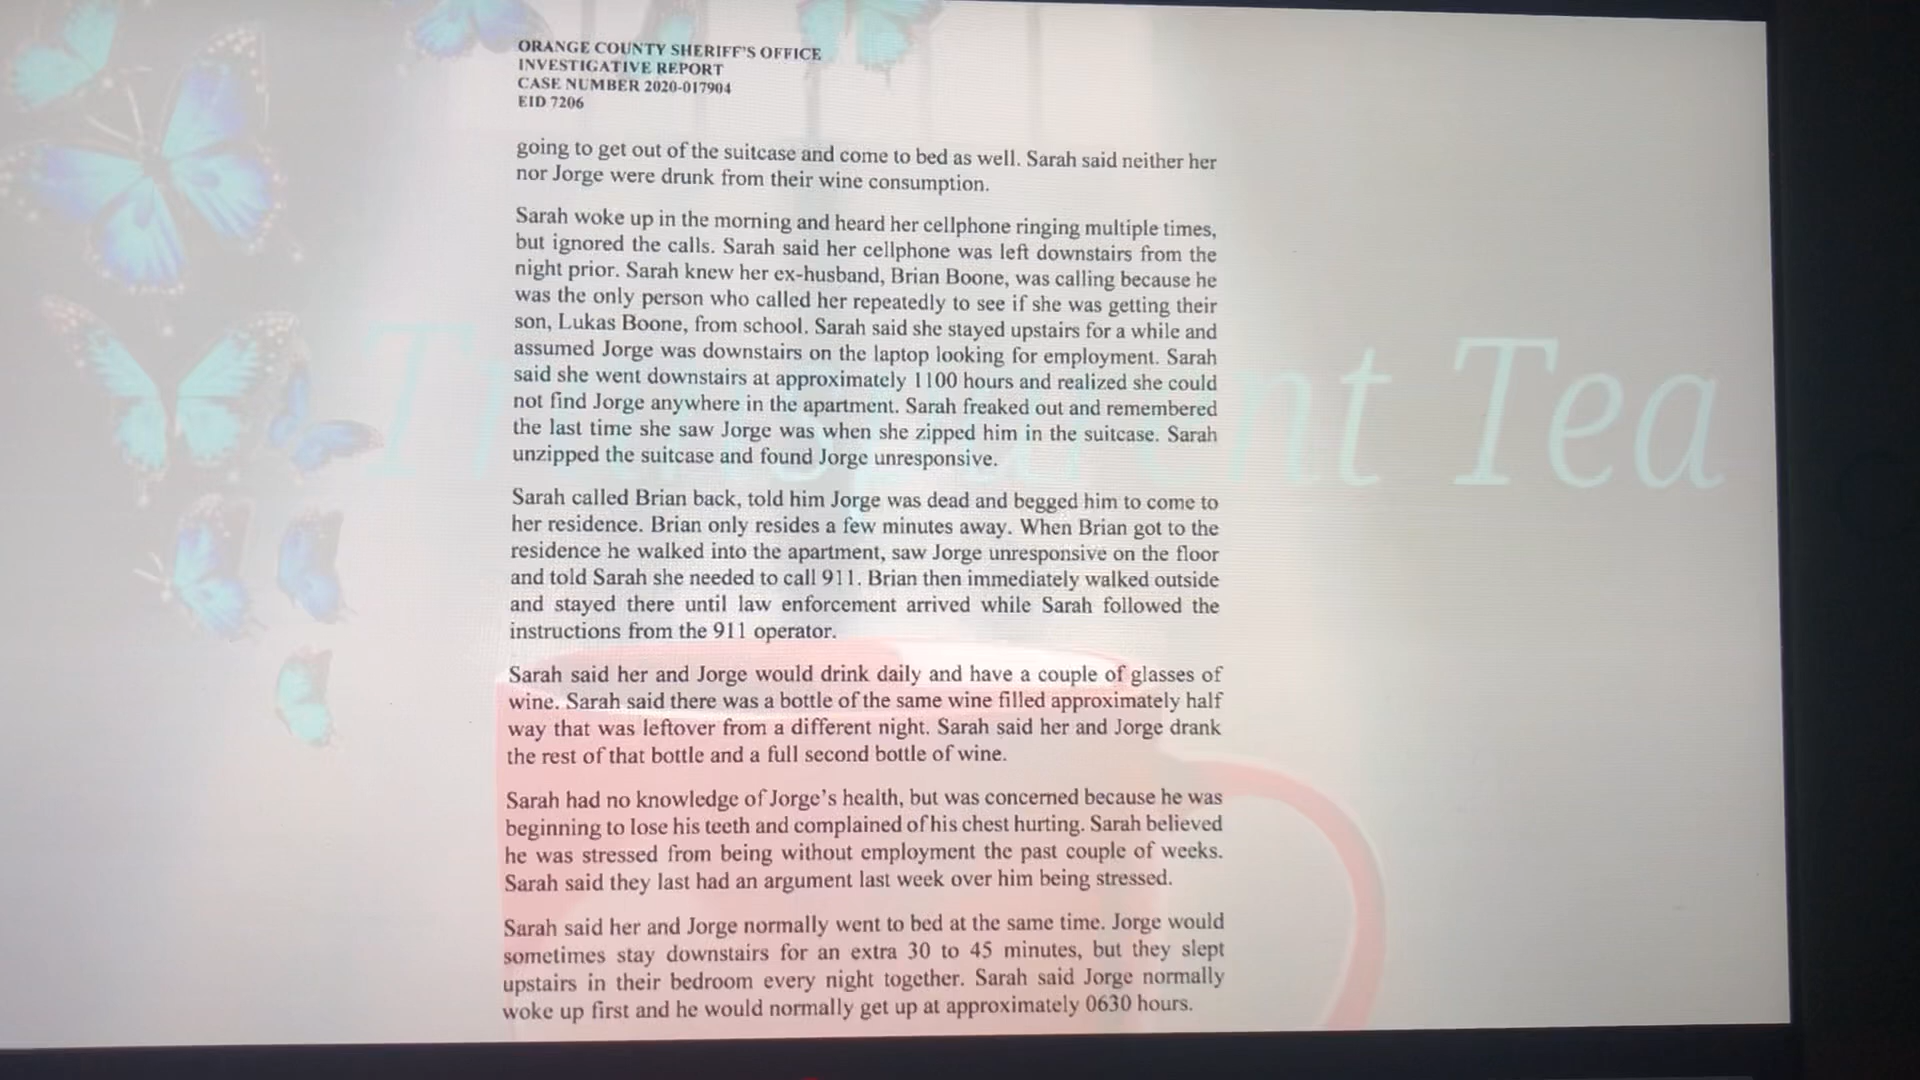 ORANGE COUNTY SHERIFF'S OFFICE
INVESTIGATIVE REPORT
CASE NUMBER 2020-017904
EID 7206
going to get out of the suitcase and come to bed as well. Sarah said neither her
nor Jorge were drunk from their wine consumption.
Sarah woke up in the morning and heard her cellphone ringing multiple times,
but ignored the calls. Sarah said her cellphone was left downstairs from the
night prior. Sarah knew her ex-husband, Brian Boone, was calling because he
was the only person who called her repeatedly to see if she was getting their
son, Lukas Boone, from school. Sarah said she stayed upstairs for a while and
assumed Jorge was downstairs on the laptop looking for employment. Sarah
said she went downstairs at approximately 1100 hours and realized she could
not find Jorge anywhere in the apartment. Sarah freaked out and remembered
the last time she saw Jorge was when she zipped him in the suitcase. Sarah
unzipped the suitcase and found Jorge unresponsive.
Sarah called Brian back, told him Jorge was dead and begged him to come to
her residence. Brian only resides a few minutes away. When Brian got to the
residence he walked into the apartment, saw Jorge unresponsive on the floor
and told Sarah she needed to call 911. Brian then immediately walked outside
and stayed there until law enforcement arrived while Sarah followed the
instructions from the 911 operator.
Sarah said her and Jorge would drink daily and have a couple of glasses of
wine. Sarah said there was a bottle of the same wine filled approximately half
way that was leftover from a different night. Sarah said her and Jorge drank
the rest of that bottle and a full second bottle of wine.
Sarah had no knowledge of Jorge's health, but was concerned because he was
beginning to lose his teeth and complained of his chest hurting. Sarah believed
he was stressed from being without employment the past couple of weeks.
Sarah said they last had an argument last week over him being stressed.
Sarah said her and Jorge normally went to bed at the same time. Jorge would
sometimes stay downstairs for an extra 30 to 45 minutes, but they slept
upstairs in their bedroom every night together. Sarah said Jorge normally
woke up first and he would normally get up at approximately 0630 hours.
Tea